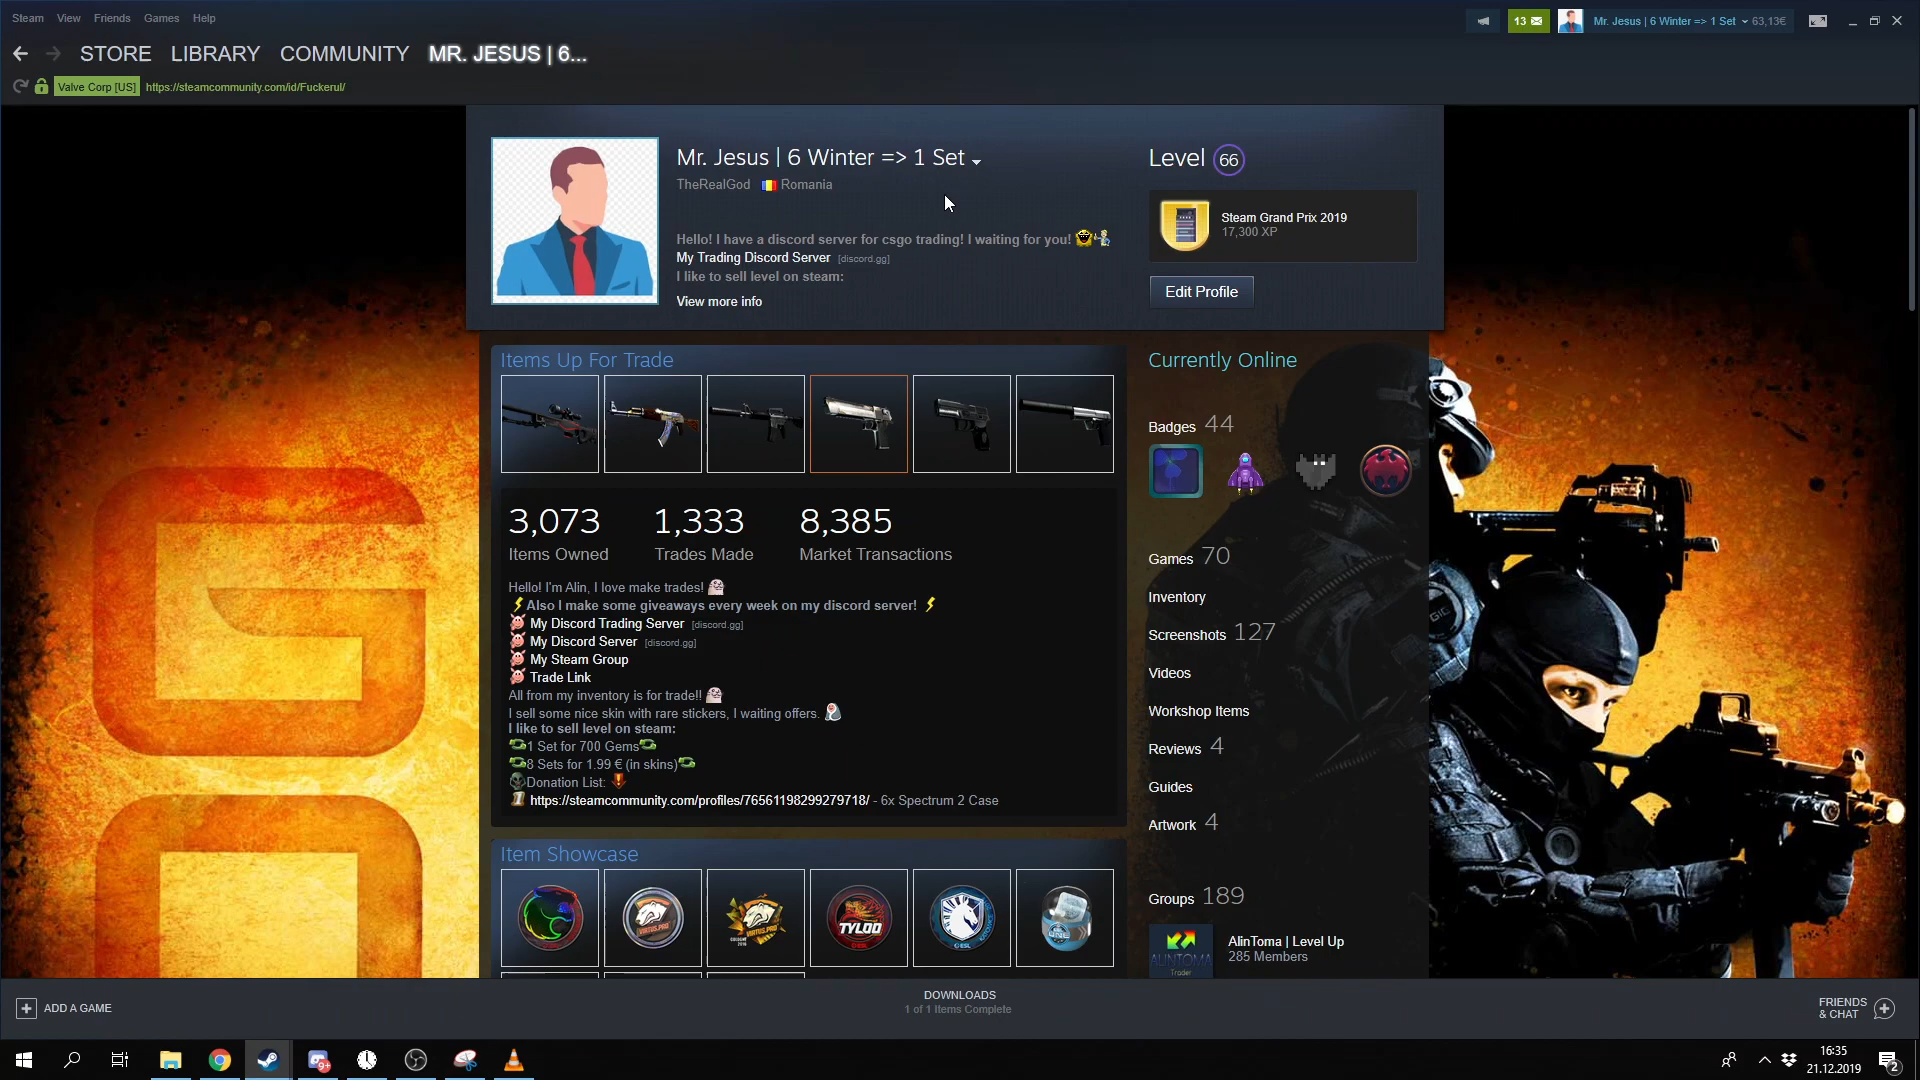 Steam View Friends Games Help
13 Mr. Jesus | 6 Winter => 1 Set 63,13€
STORE LIBRARY COMMUNITY MR. JESUS | 6...
Valve Corp [US] https://steamcommunity.com/id/Fuckerul/
Mr. Jesus | 6 Winter => 1 Set
TheRealGod Romania
Hello! I have a discord server for csgo trading! I waiting for you!
My Trading Discord Server [discord.gg]
I like to sell level on steam:
View more info
Level 66
Steam Grand Prix 2019
17,300 XP
Edit Profile
Items Up For Trade
3,073 1,333 8,385
Items Owned Trades Made Market Transactions
Hello! I'm Alin, I love make trades!
Also I make some giveaways every week on my discord server!
My Discord Trading Server [discord.gg]
My Discord Server [discord.gg]
My Steam Group
Trade Link
All from my inventory is for trade!!
I sell some nice skin with rare stickers, I waiting offers.
I like to sell level on steam:
1 Set for 700 Gems
8 Sets for 1.99 € (in skins)
Donation List:
https://steamcommunity.com/profiles/76561198299279718/ - 6x Spectrum 2 Case
Item Showcase
VIRTUS.PRO
VIRTUS.PRO
TYLOO
Currently Online
Badges 44
Games 70
Inventory
Screenshots 127
Videos
Workshop Items
Reviews 4
Guides
Artwork 4
Groups 189
ALINTOMA
Trader
AlinToma | Level Up
285 Members
GIGN
ADD A GAME
DOWNLOADS
1 of 1 Items Complete
FRIENDS
& CHAT
9+
16:35
21.12.2019
2